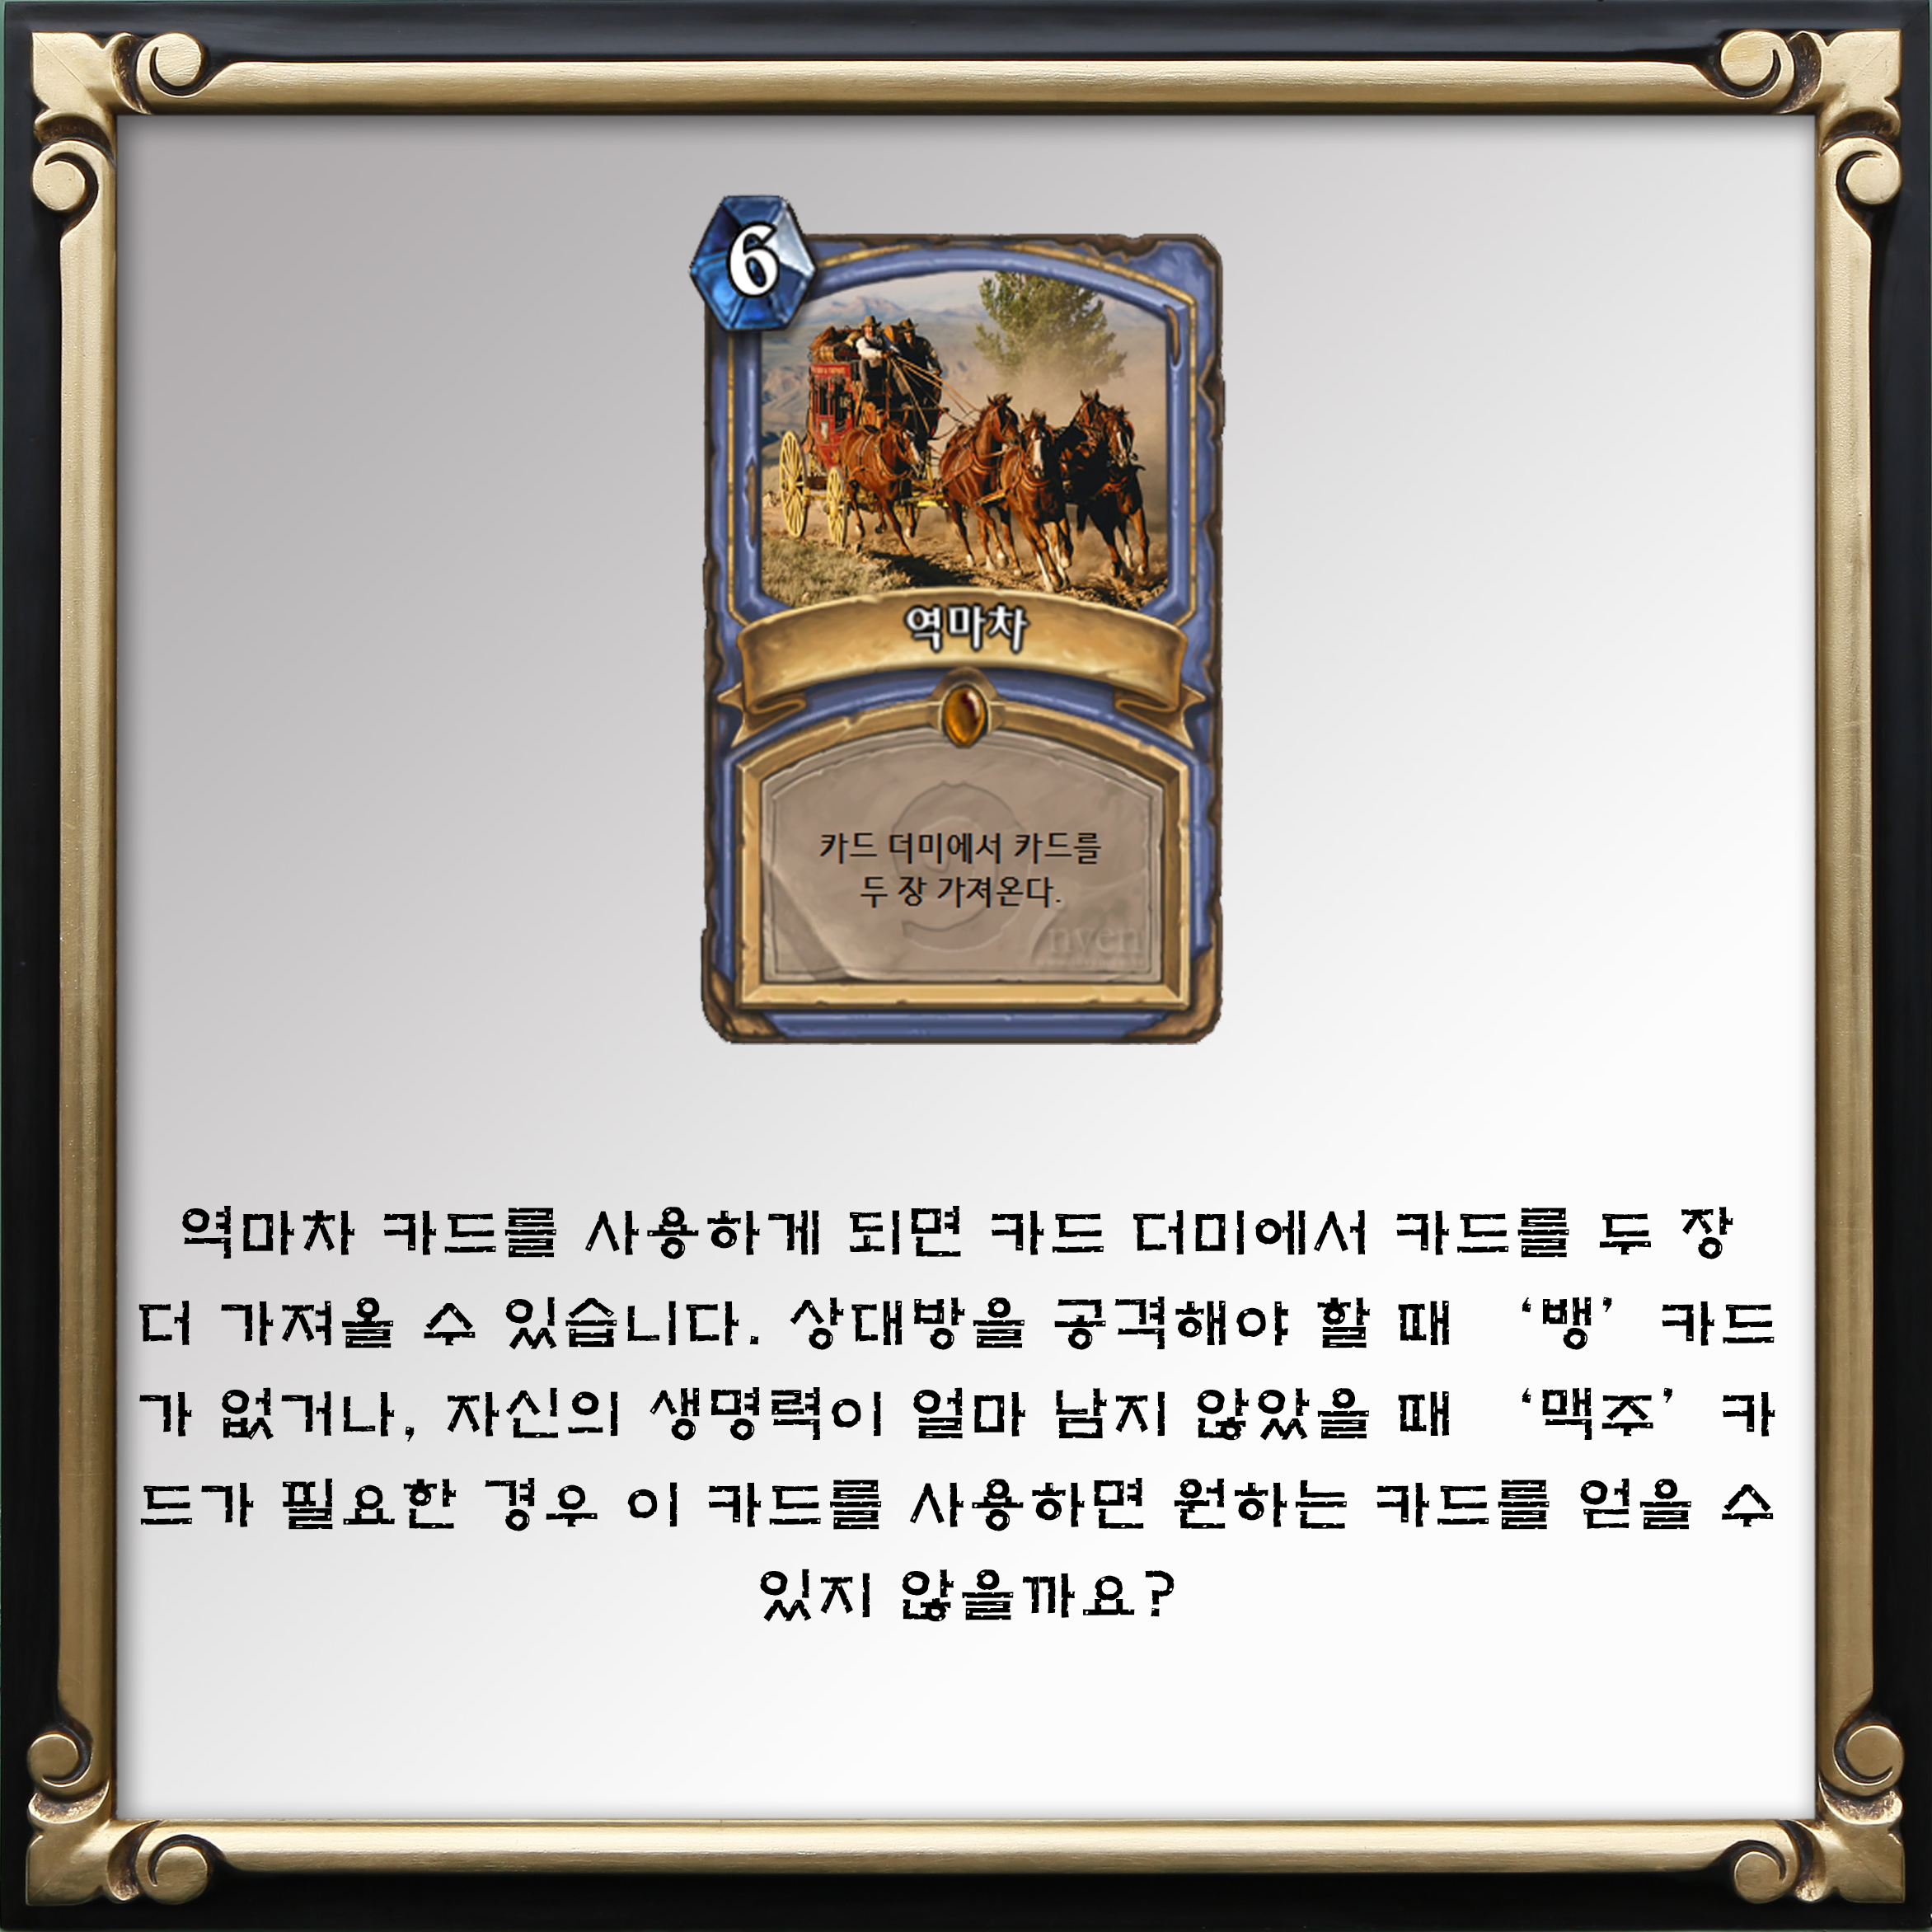 6
역마차
카드 더미에서 카드를
두 장 가져온다.
nven
역마차 카드를 사용하게 되면 카드 더미에서 카드를 두 장
더 가져올 수 있습니다. 상대방을 공격해야 할 때 ‘뱅’ 카드
가 없거나, 자신의 생명력이 얼마 남지 않았을 때 ‘맥주’ 카
드가 필요한 경우 이 카드를 사용하면 원하는 카드를 얻을 수
있지 않을까요?